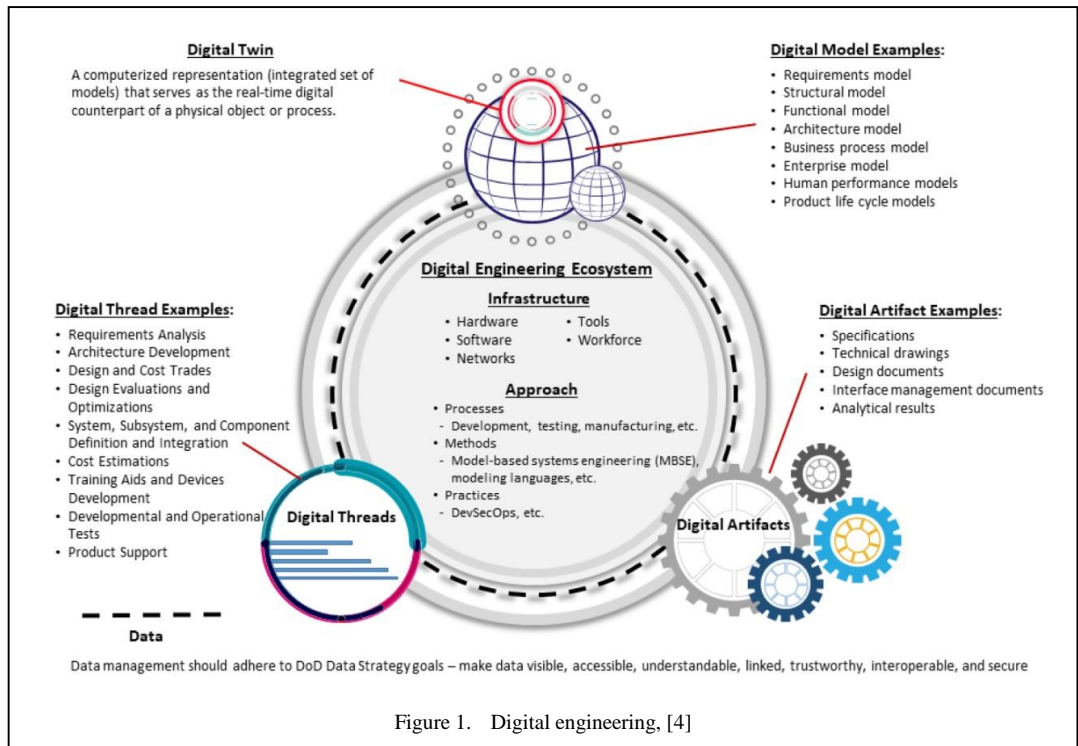 Digital Twin
A computerized representation (integrated set of
models) that serves as the real-time digital
counterpart of a physical object or process.
Digital Model Examples:
• Requirements model
• Structural model
• Functional model
• Architecture model
• Business process model
• Enterprise model
• Human performance models
• Product life cycle models
Digital Engineering Ecosystem
Infrastructure
• Hardware
• Software
• Networks
• Tools
• Workforce
Approach
• Processes
- Development, testing, manufacturing, etc.
• Methods
- Model-based systems engineering (MBSE),
modeling languages, etc.
• Practices
- DevSecOps, etc.
Digital Thread Examples:
• Requirements Analysis
• Architecture Development
• Design and Cost Trades
• Design Evaluations and
Optimizations
• System, Subsystem, and Component
Definition and Integration
• Cost Estimations
• Training Aids and Devices
Development
• Developmental and Operational
Tests
• Product Support
Digital Artifact Examples:
• Specifications
• Technical drawings
• Design documents
• Interface management documents
• Analytical results
Digital Threads
Digital Artifacts
Data
Data management should adhere to DoD Data Strategy goals – make data visible, accessible, understandable, linked, trustworthy, interoperable, and secure
Figure 1. Digital engineering, [4]